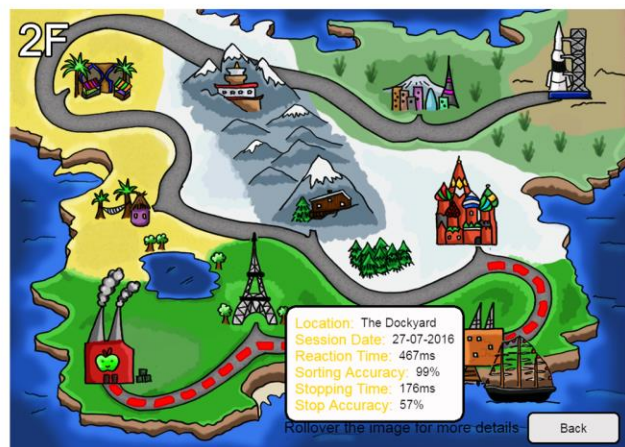 2F
Location: The Dockyard
Session Date: 27-07-2016
Reaction Time: 467ms
Sorting Accuracy: 99%
Stopping Time: 176ms
Stop Accuracy: 57%
Rollover the image for more details
Back